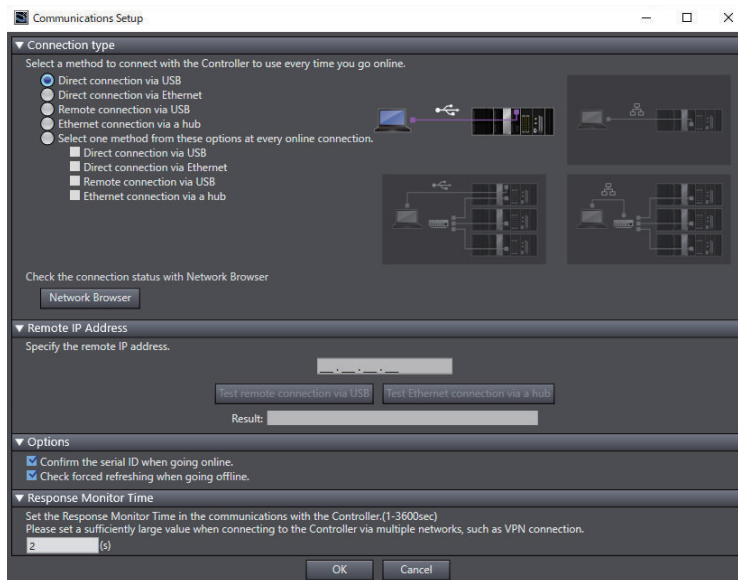 Communications Setup
Connection type
Select a method to connect with the Controller to use every time you go online.
Direct connection via USB
Direct connection via Ethernet
Remote connection via USB
Ethernet connection via a hub
Select one method from these options at every online connection.
Direct connection via USB
Direct connection via Ethernet
Remote connection via USB
Ethernet connection via a hub
Check the connection status with Network Browser
Network Browser
Remote IP Address
Specify the remote IP address.
__.__.__.__
Test remote connection via USB Test Ethernet connection via a hub
Result:
Options
Confirm the serial ID when going online.
Check forced refreshing when going offline.
Response Monitor Time
Set the Response Monitor Time in the communications with the Controller.(1-3600sec)
Please set a sufficiently large value when connecting to the Controller via multiple networks, such as VPN connection.
2 (s)
OK Cancel